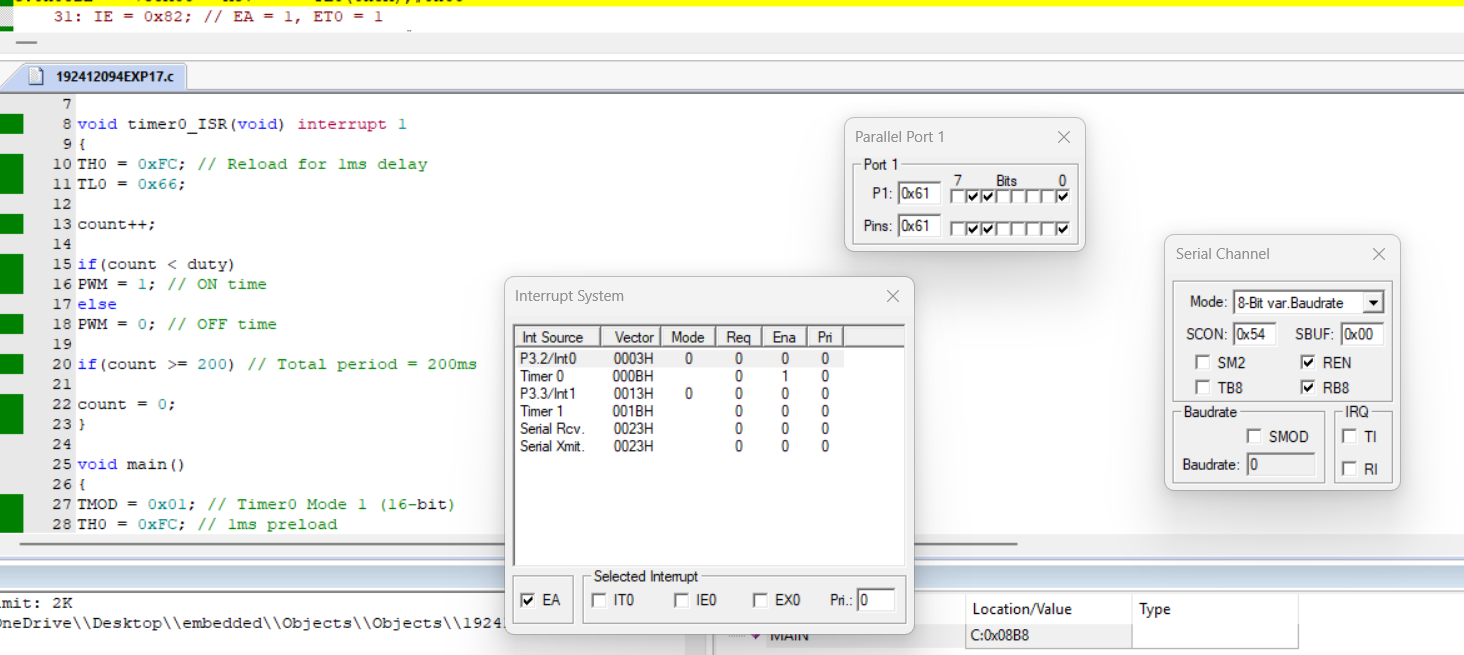 31: IE = 0x82; // EA = 1, ET0 = 1
192412094EXP17.c
7
8 void timer0_ISR(void) interrupt 1
9 {
10 TH0 = 0xFC; // Reload for 1ms delay
11 TL0 = 0x66;
12
13 count++;
14
15 if(count < duty)
16 PWM = 1; // ON time
17 else
18 PWM = 0; // OFF time
19
20 if(count >= 200) // Total period = 200ms
21
22 count = 0;
23 }
24
25 void main()
26 {
27 TMOD = 0x01; // Timer0 Mode 1 (16-bit)
28 TH0 = 0xFC; // 1ms preload
Parallel Port 1
Port 1
7 Bits 0
P1: 0x61
Pins: 0x61
Serial Channel
Mode: 8-Bit var.Baudrate
SCON: 0x54 SBUF: 0x00
SM2 REN
TB8 RB8
Baudrate IRQ
SMOD TI
Baudrate: 0 RI
Interrupt System
Int Source Vector Mode Req Ena Pri
P3.2/Int0 0003H 0 0 0 0
Timer 0 000BH 0 1 0
P3.3/Int1 0013H 0 0 0 0
Timer 1 001BH 0 0 0
Serial Rcv. 0023H 0 0 0
Serial Xmit. 0023H 0 0 0
Selected Interrupt
EA IT0 IE0 EX0 Pri.: 0
mit: 2K
OneDrive\\Desktop\\embedded\\Objects\\Objects\\1924
Location/Value Type
MAIN C:0x08B8